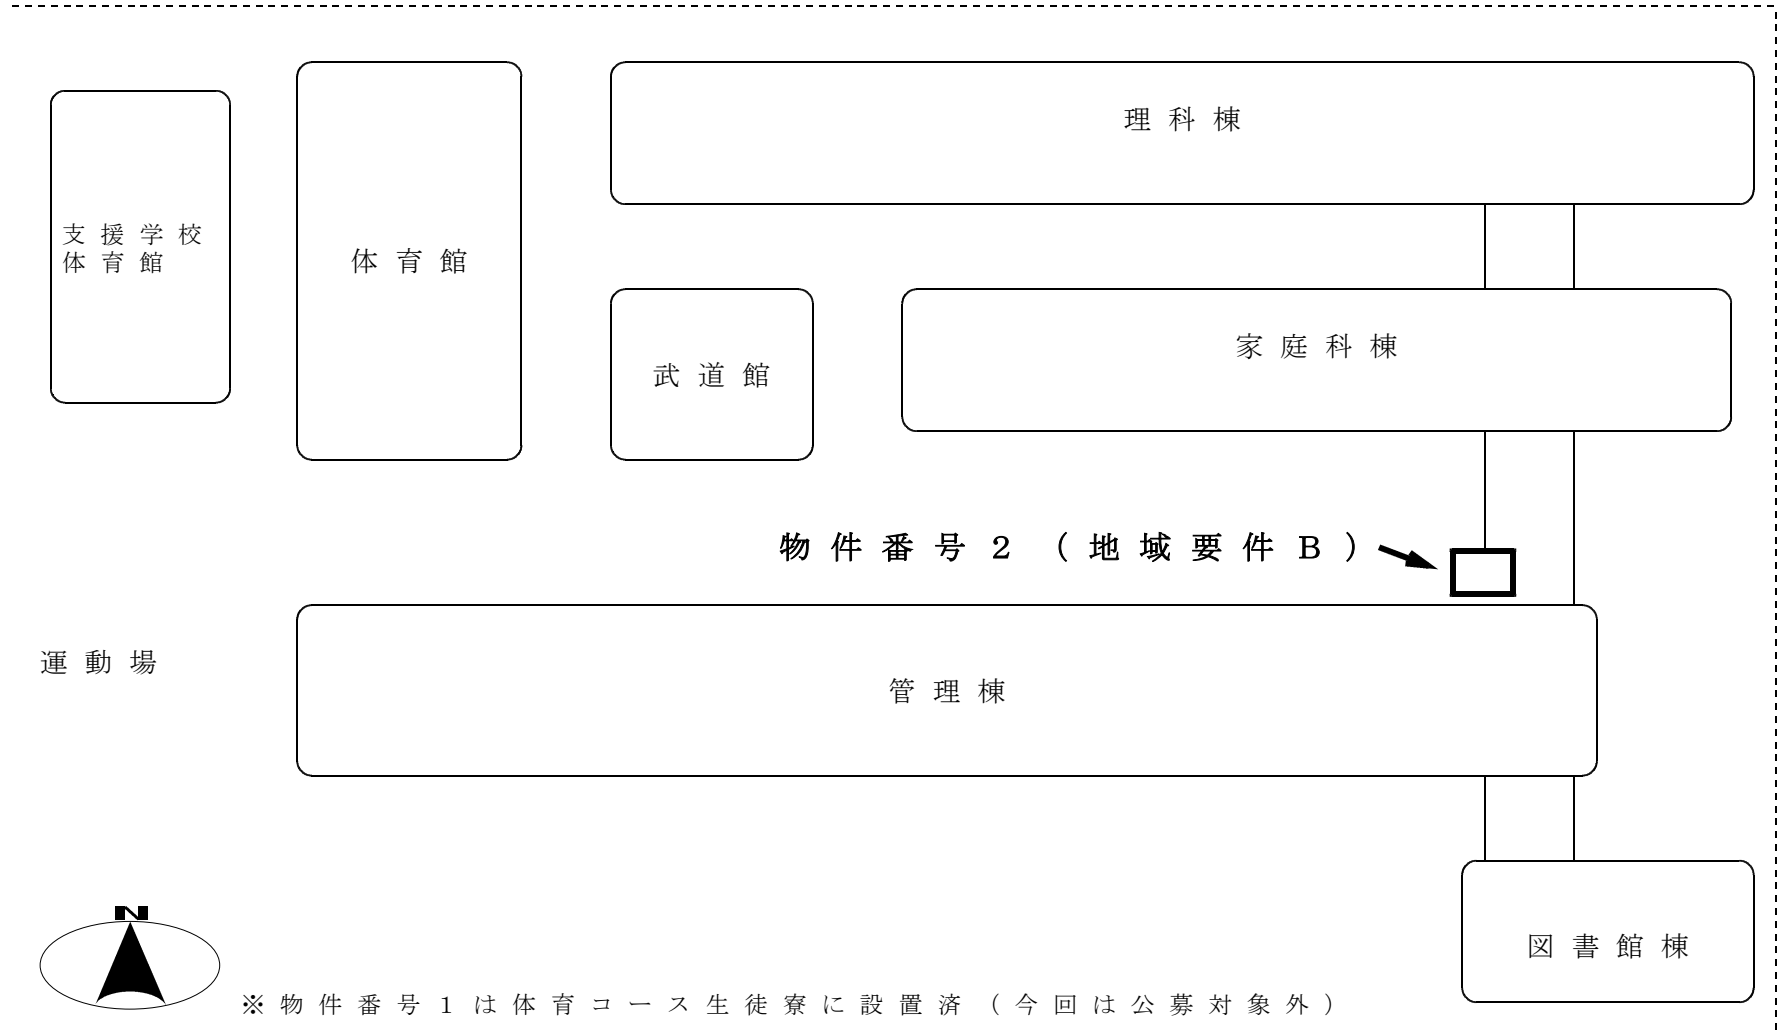 理科棟
支援学校
体育館
体育館
家庭科棟
武道館
物件番号２（地域要件Ｂ）
運動場
管理棟
N
図書館棟
※物件番号１は体育コース生徒寮に設置済（今回は公募対象外）